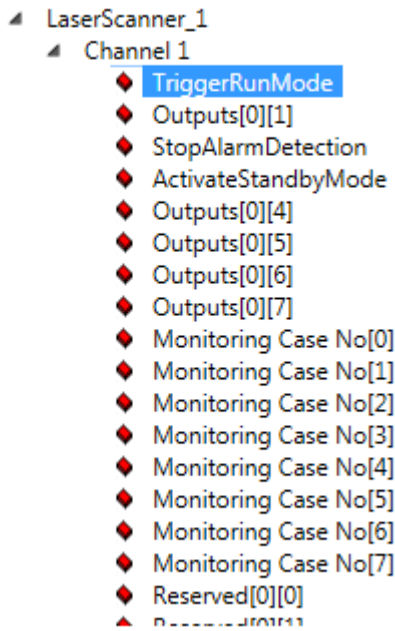 LaserScanner_1
Channel 1
TriggerRunMode
Outputs[0][1]
StopAlarmDetection
ActivateStandbyMode
Outputs[0][4]
Outputs[0][5]
Outputs[0][6]
Outputs[0][7]
Monitoring Case No[0]
Monitoring Case No[1]
Monitoring Case No[2]
Monitoring Case No[3]
Monitoring Case No[4]
Monitoring Case No[5]
Monitoring Case No[6]
Monitoring Case No[7]
Reserved[0][0]